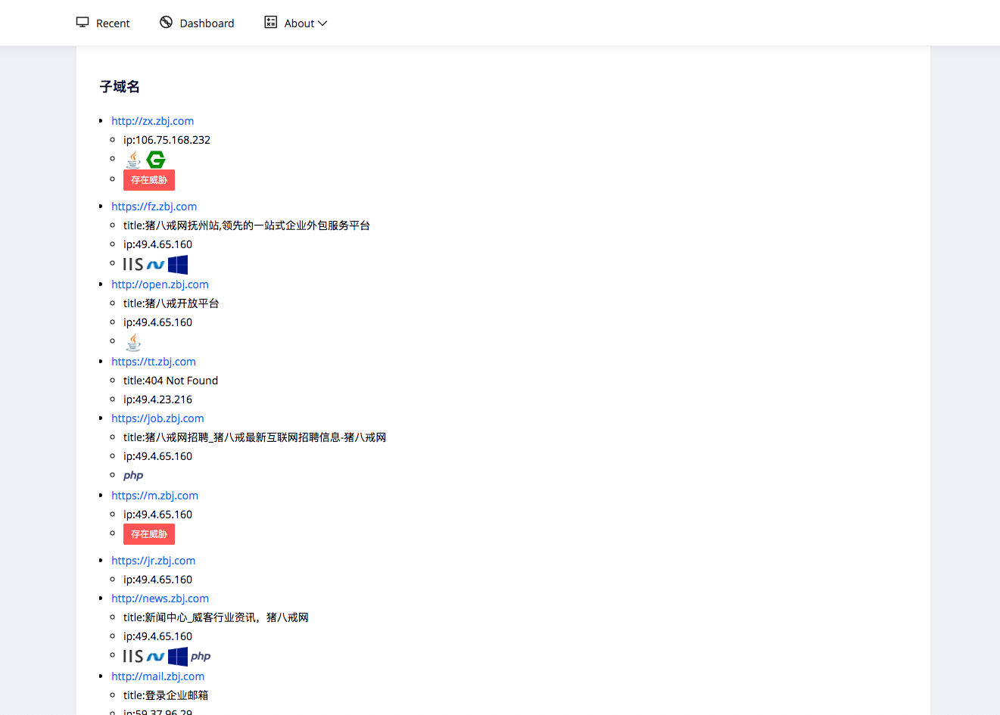 Recent
Dashboard
About
子域名
http://zx.zbj.com
ip:106.75.168.232
G
存在威胁
https://fz.zbj.com
title:猪八戒网抚州站,领先的一站式企业外包服务平台
ip:49.4.65.160
IIS
http://open.zbj.com
title:猪八戒开放平台
ip:49.4.65.160
https://tt.zbj.com
title:404 Not Found
ip:49.4.23.216
https://job.zbj.com
title:猪八戒网招聘_猪八戒最新互联网招聘信息-猪八戒网
ip:49.4.65.160
php
https://m.zbj.com
ip:49.4.65.160
存在威胁
https://jr.zbj.com
ip:49.4.65.160
http://news.zbj.com
title:新闻中心_威客行业资讯，猪八戒网
ip:49.4.65.160
IIS php
http://mail.zbj.com
title:登录企业邮箱
ip:59.37.96.29